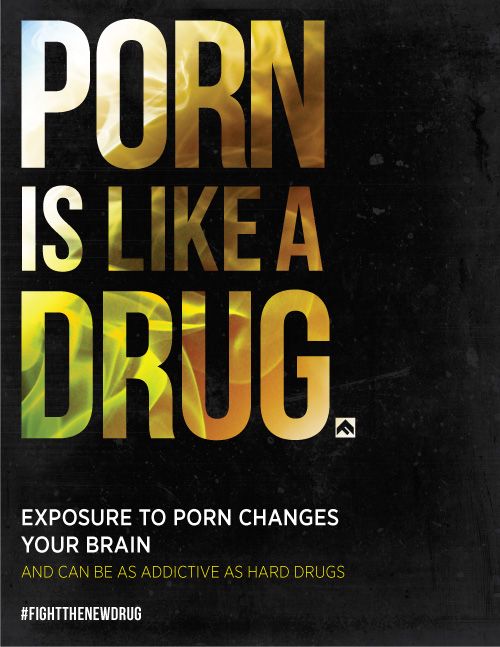 PORN
IS LIKE A
DRUG.
EXPOSURE TO PORN CHANGES
YOUR BRAIN
AND CAN BE AS ADDICTIVE AS HARD DRUGS
#FIGHTTHENEWDRUG